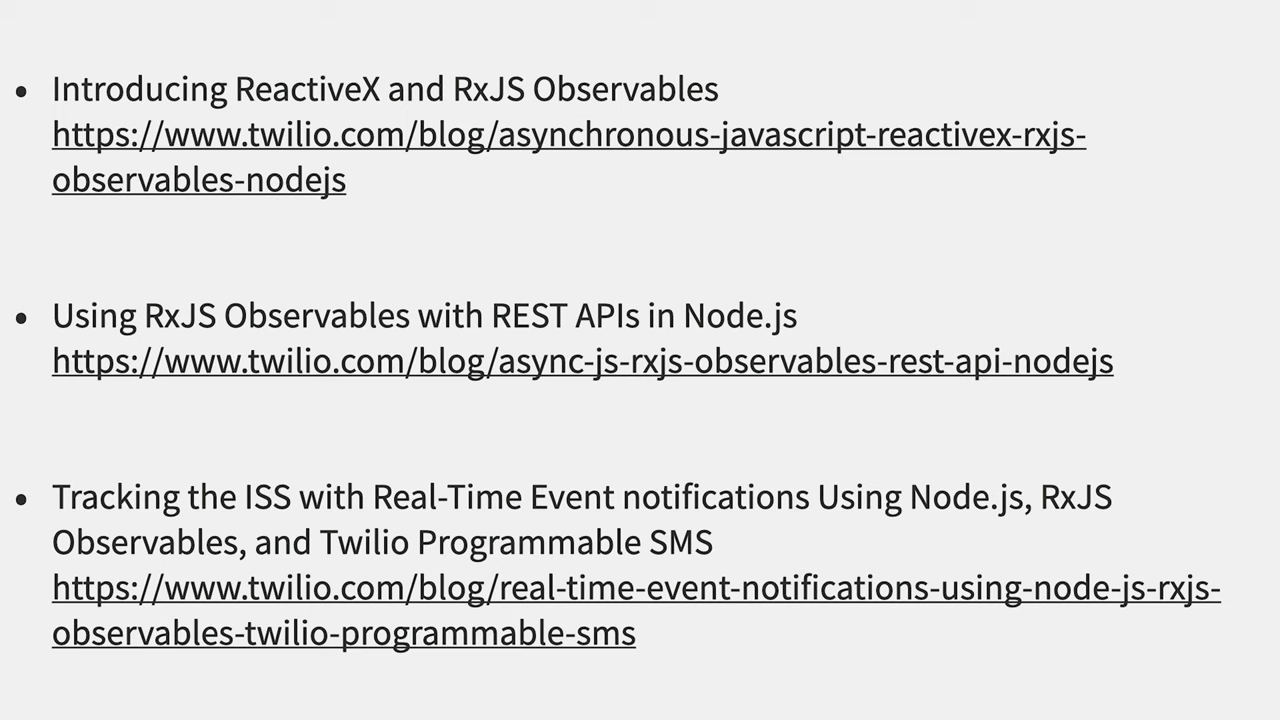 • Introducing ReactiveX and RxJS Observables
https://www.twilio.com/blog/asynchronous-javascript-reactivex-rxjs-
observables-nodejs
• Using RxJS Observables with REST APIs in Node.js
https://www.twilio.com/blog/async-js-rxjs-observables-rest-api-nodejs
• Tracking the ISS with Real-Time Event notifications Using Node.js, RxJS
Observables, and Twilio Programmable SMS
https://www.twilio.com/blog/real-time-event-notifications-using-node-js-rxjs-
observables-twilio-programmable-sms